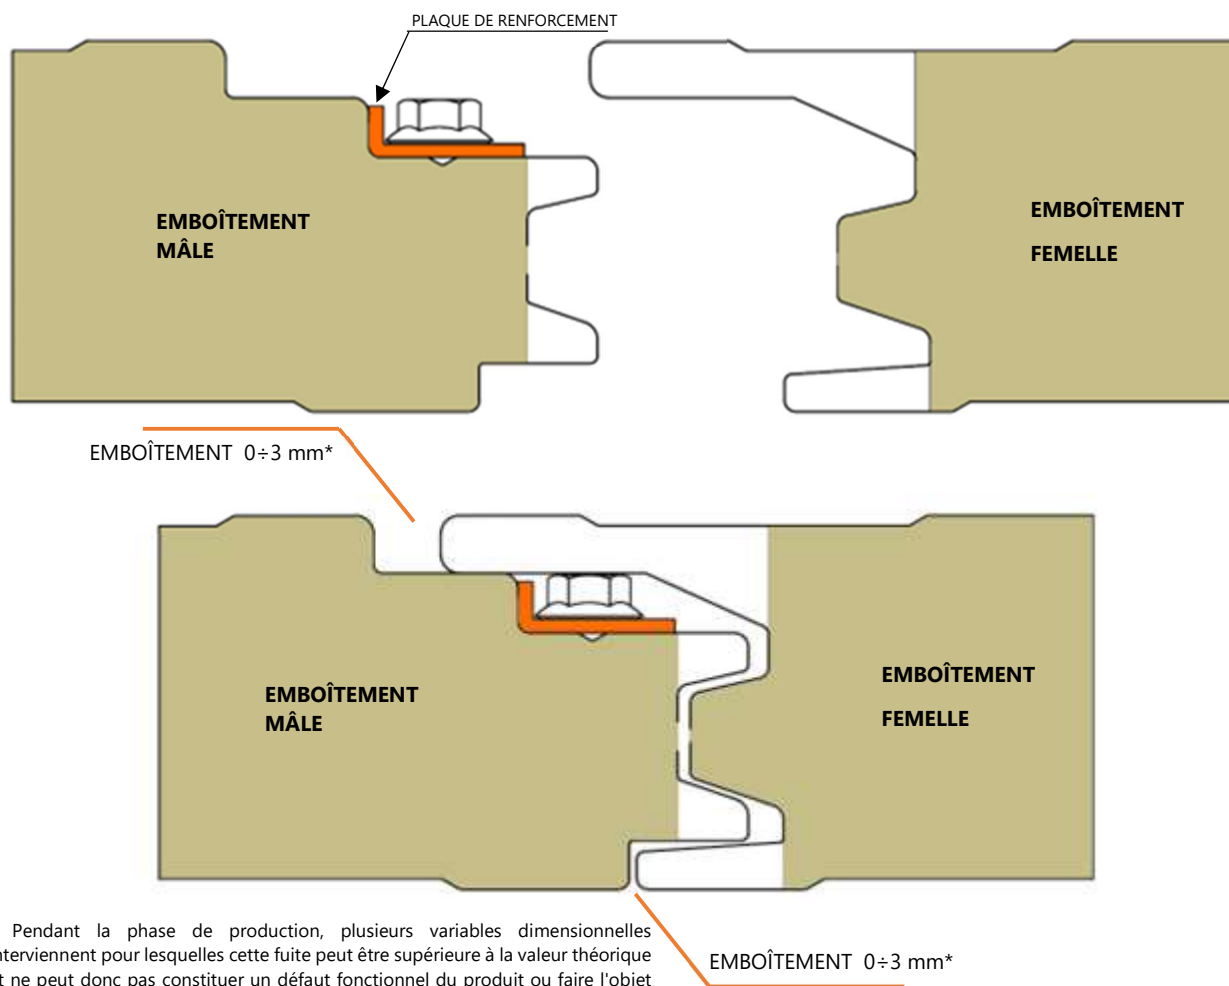 PLAQUE DE RENFORCEMENT
EMBOÎTEMENT
MÂLE
EMBOÎTEMENT
FEMELLE
EMBOÎTEMENT 0÷3 mm*
EMBOÎTEMENT
MÂLE
EMBOÎTEMENT
FEMELLE
Pendant la phase de production, plusieurs variables dimensionnelles
nterviennent pour lesquelles cette fuite peut être supérieure à la valeur théorique
t ne peut donc pas constituer un défaut fonctionnel du produit ou faire l'objet
EMBOÎTEMENT 0÷3 mm*